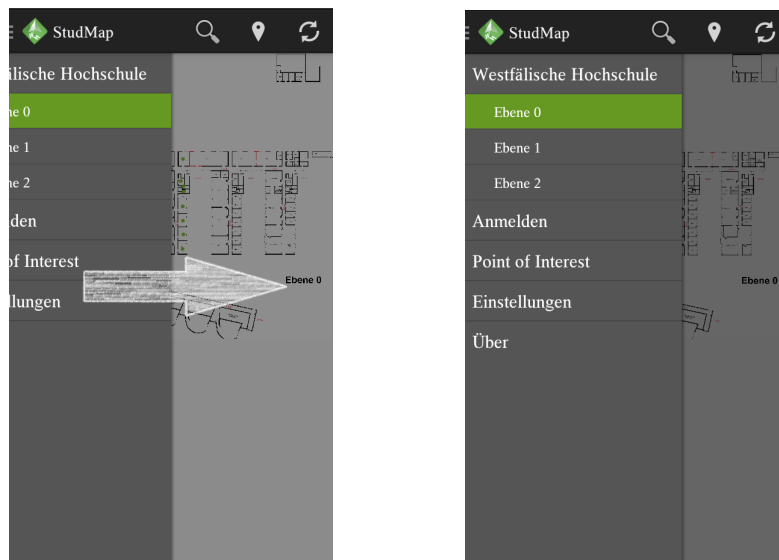 StudMap
älische Hochschule
ne 0
ne 1
ne 2
den
of Interest
llungen
Ebene 0
StudMap
Westfälische Hochschule
Ebene 0
Ebene 1
Ebene 2
Anmelden
Point of Interest
Einstellungen
Über
Ebene 0